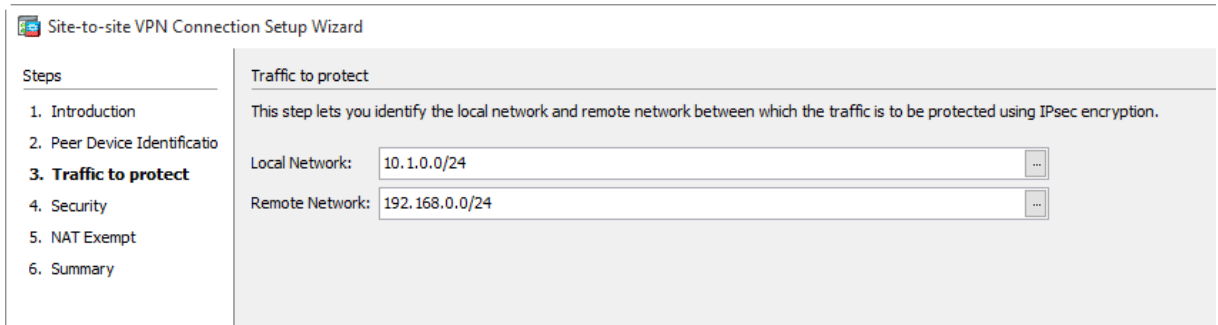 Site-to-site VPN Connection Setup Wizard
Steps
1. Introduction
2. Peer Device Identificatio
3. Traffic to protect
4. Security
5. NAT Exempt
6. Summary
Traffic to protect
This step lets you identify the local network and remote network between which the traffic is to be protected using IPsec encryption.
Local Network: 10.1.0.0/24 ...
Remote Network: 192.168.0.0/24 ...